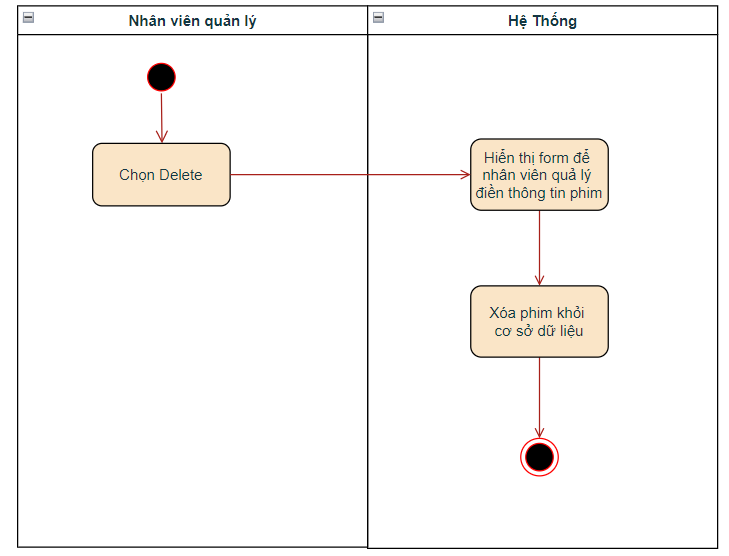 Nhân viên quản lý
Hệ Thống
Chọn Delete
Hiển thị form để
nhân viên quả lý
điền thông tin phim
Xóa phim khỏi
cơ sở dữ liệu